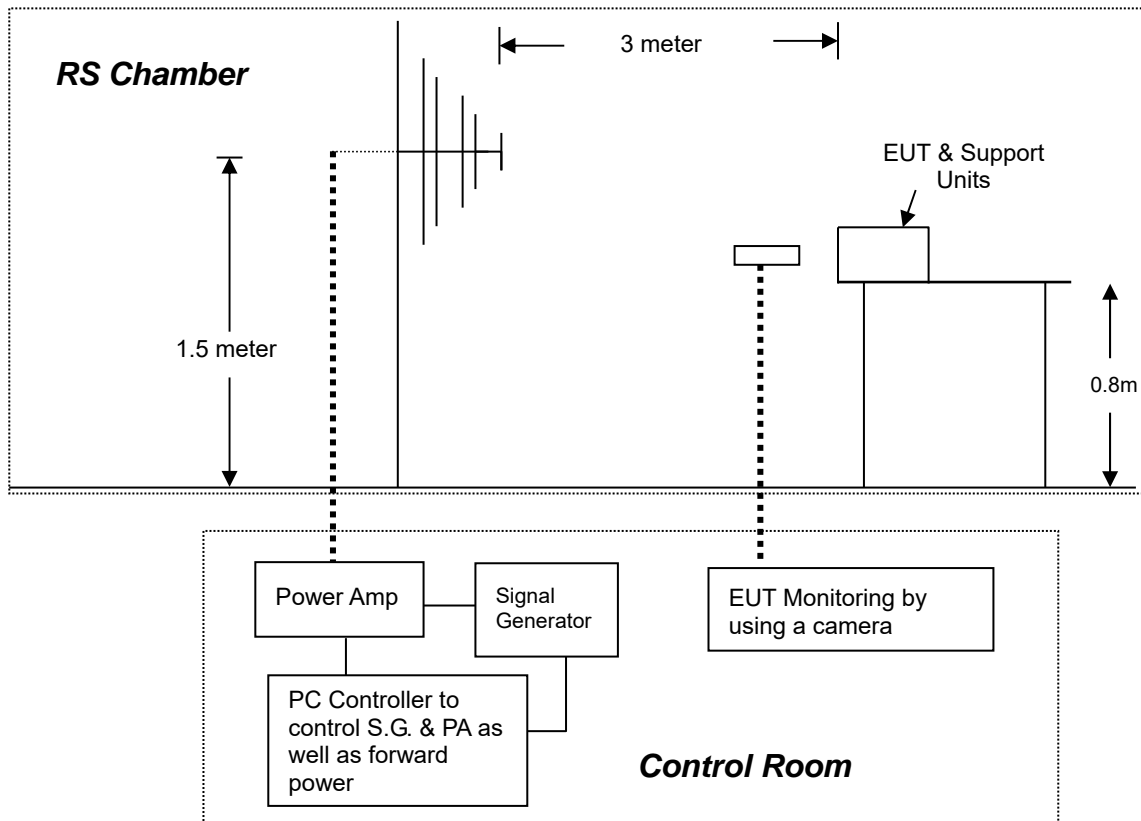 3 meter
RS Chamber
EUT & Support
Units
1.5 meter
0.8m
Power Amp
Signal
Generator
EUT Monitoring by
using a camera
PC Controller to
control S.G. & PA as
well as forward
power
Control Room